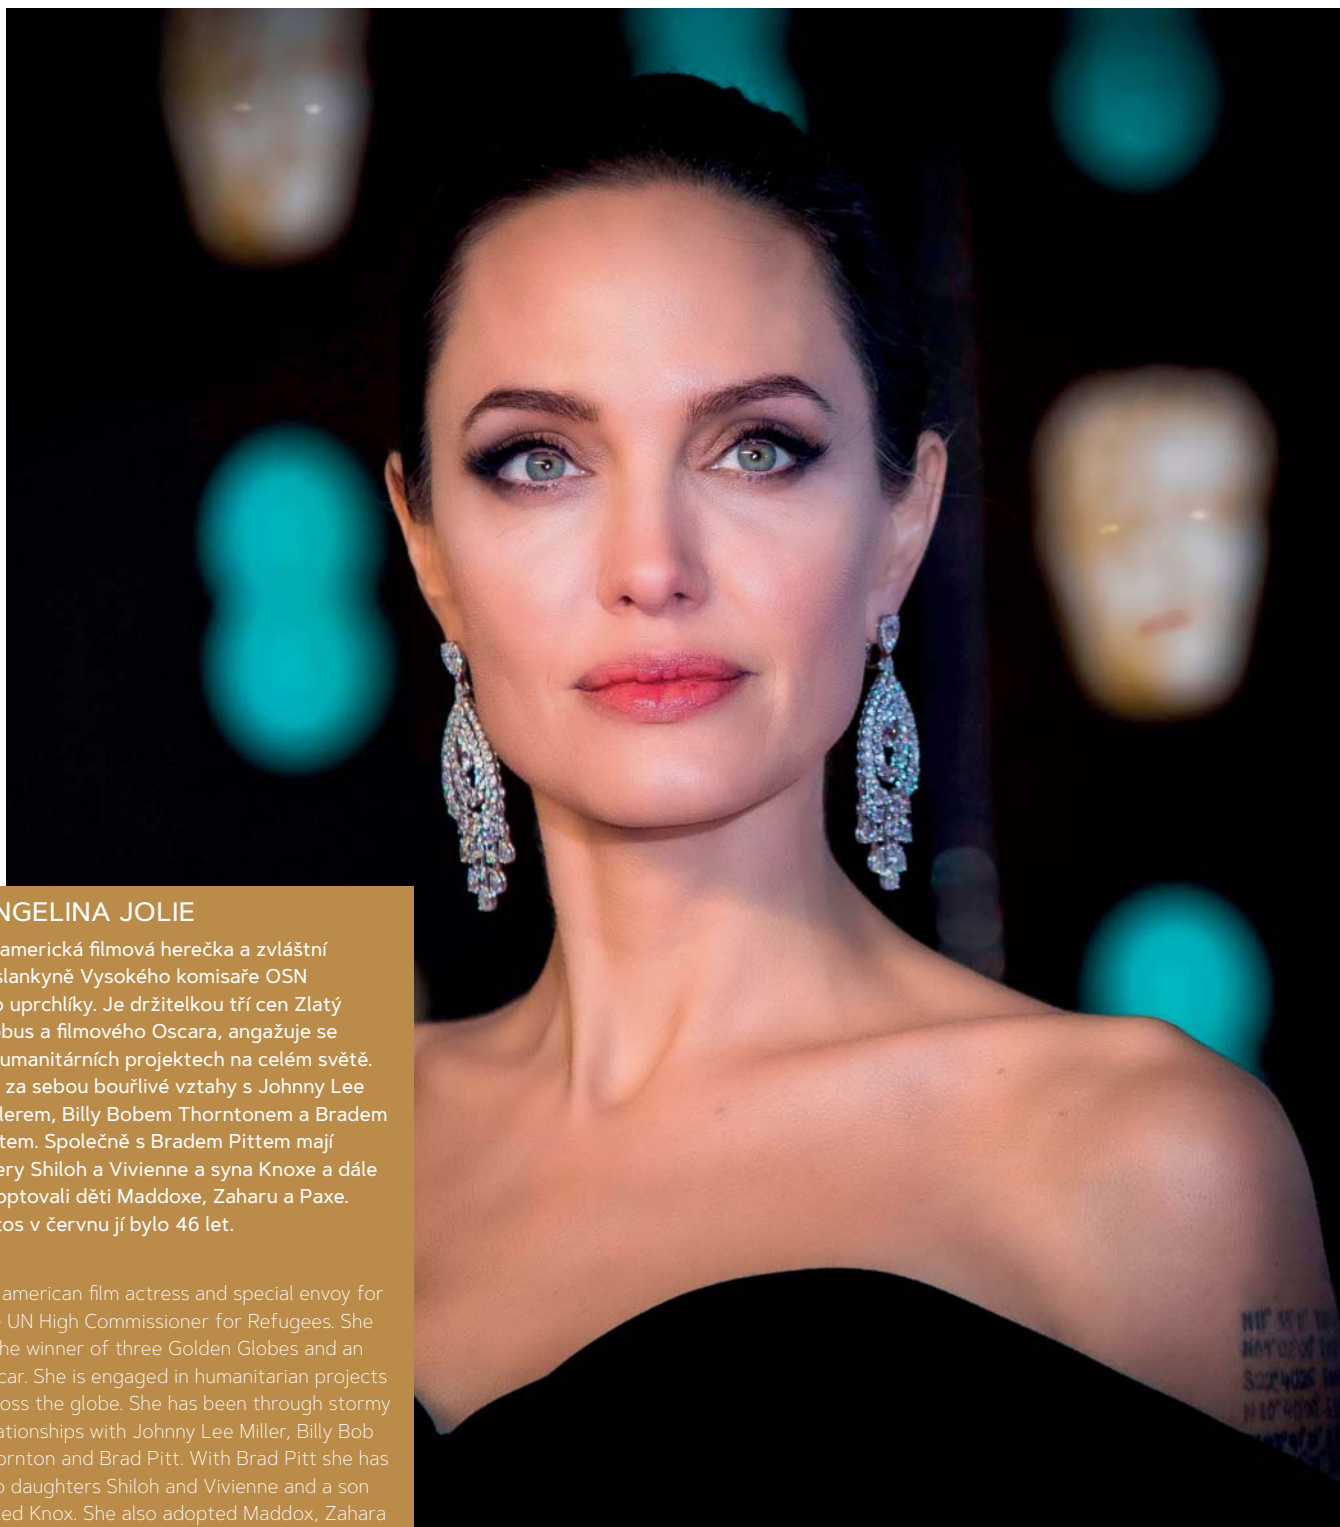 NGELINA JOLIE
americká filmová herečka a zvláštní
slankyně Vysokého komisaře OSN
o uprchlíky. Je držitelkou tří cen Zlatý
bus a filmového Oscara, angažuje se
umanitárních projektech na celém světě.
za sebou bouřlivé vztahy s Johnny Lee
lerem, Billy Bobem Thorntonem a Bradem
tem. Společně s Bradem Pittem mají
ery Shiloh a Vivienne a syna Knoxe a dále
optovali děti Maddoxe, Zaharu a Paxe.
tos v červnu jí bylo 46 let.
american film actress and special envoy for
UN High Commissioner for Refugees. She
he winner of three Golden Globes and an
car. She is engaged in humanitarian projects
oss the globe. She has been through stormy
ationships with Johnny Lee Miller, Billy Bob
ornton and Brad Pitt. With Brad Pitt she has
o daughters Shiloh and Vivienne and a son
ed Knox. She also adopted Maddox, Zahara